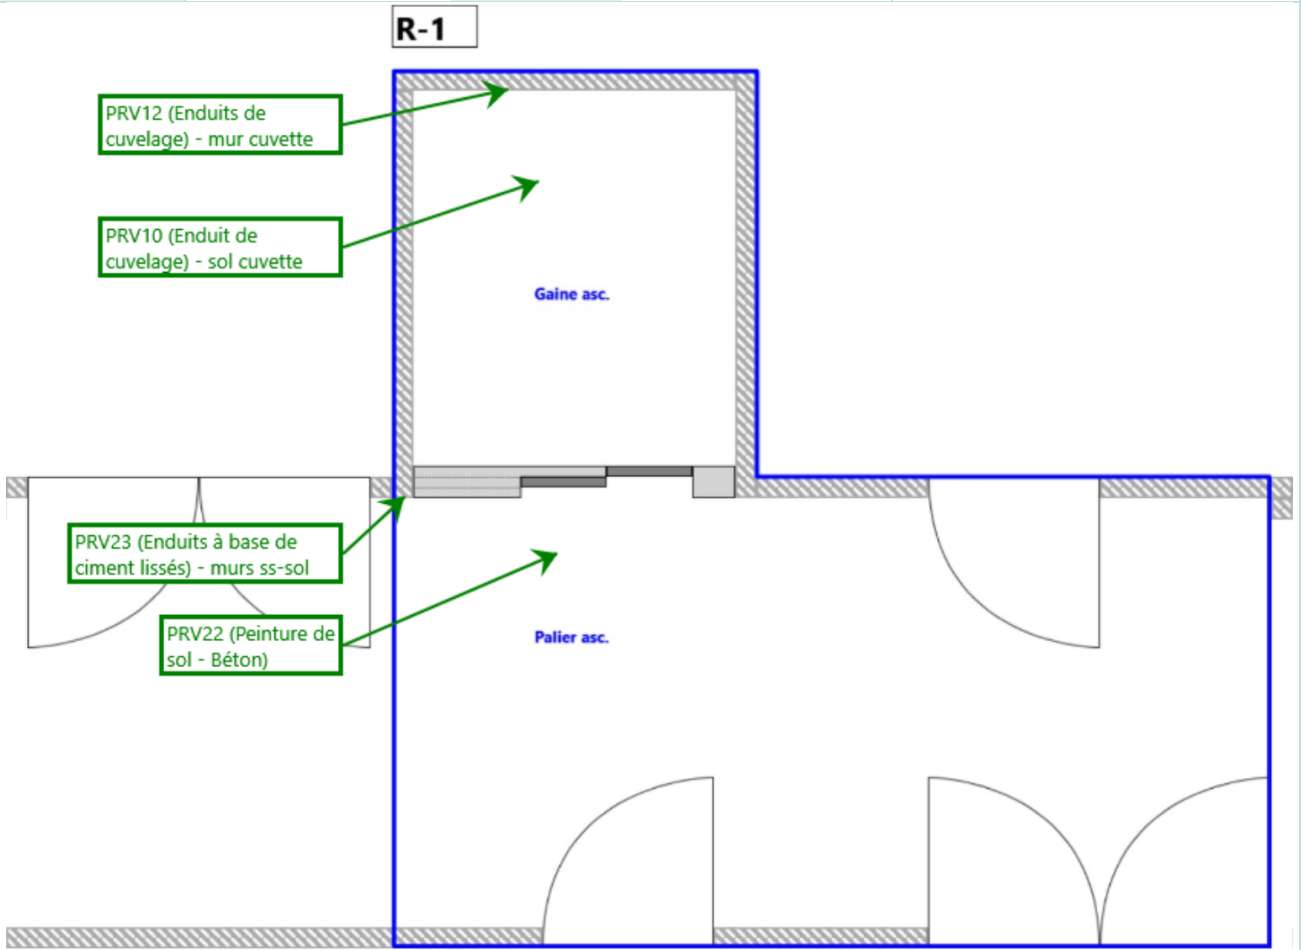 R-1
PRV12 (Enduits de
cuvelage) - mur cuvette
PRV10 (Enduit de
cuvelage) - sol cuvette
Gaine asc.
PRV23 (Enduits à base de
ciment lissés) - murs ss-sol
PRV22 (Peinture de
sol - Béton)
Palier asc.